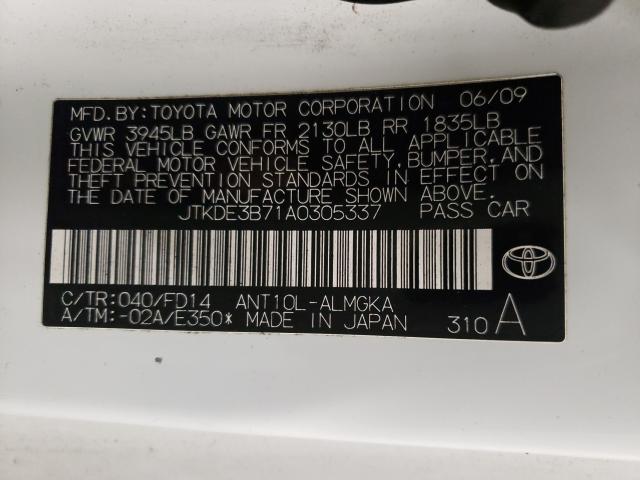 MFD.BY:TOYOTA MOTOR CORPORATION 06/09
GVWR 3945LB GAWR FR 2130LB RR 1835LB
THIS VEHICLE CONFORMS TO ALL APPLICABLE
FEDERAL MOTOR VEHICLE SAFETY,BUMPER,AND
THEFT PREVENTION STANDARDS IN EFFECT ON
THE DATE OF MANUFACTURE SHOWN ABOVE.
JTKDE3B71A0305337 PASS CAR
C/TR:040/FD14 ANT10L-ALMGKA
A/TM:-02A/E350* MADE IN JAPAN 310 A